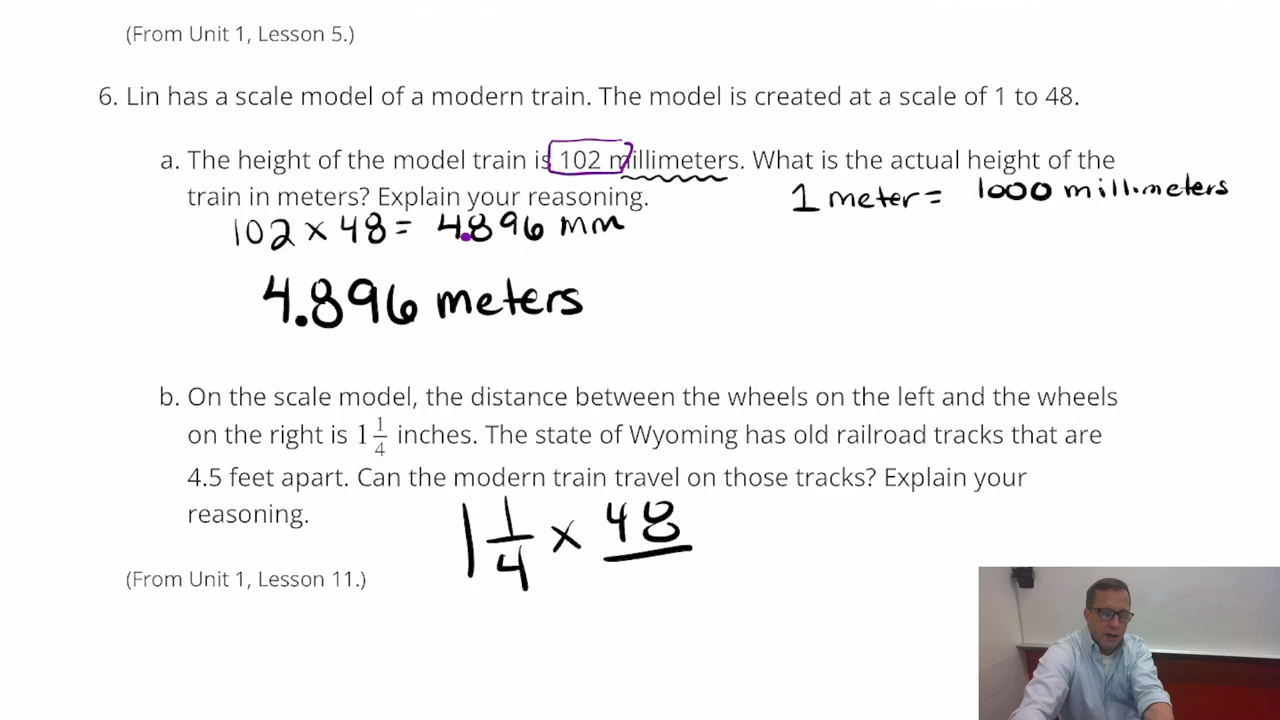 (From Unit 1, Lesson 5.)
6. Lin has a scale model of a modern train. The model is created at a scale of 1 to 48.
a. The height of the model train is 102 millimeters. What is the actual height of the
train in meters? Explain your reasoning.
1 meter = 1000 millimeters
102 × 48 = 4.896 mm
4.896 meters
b. On the scale model, the distance between the wheels on the left and the wheels
on the right is 1 1/4 inches. The state of Wyoming has old railroad tracks that are
4.5 feet apart. Can the modern train travel on those tracks? Explain your
reasoning.
1 1/4 × 48
(From Unit 1, Lesson 11.)